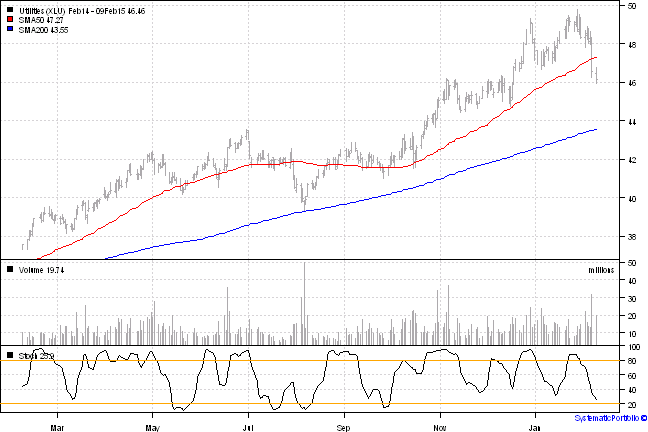 Utilities (XLU) Feb14 - 09Feb15 46.46
SMA50 47.27
SMA200 43.55
50
48
46
44
42
40
38
Volume 19.74
millions
50
40
30
20
10
100
80
60
40
20
Mar May Jul Sep Nov Jan
SystematicPortfolio ©